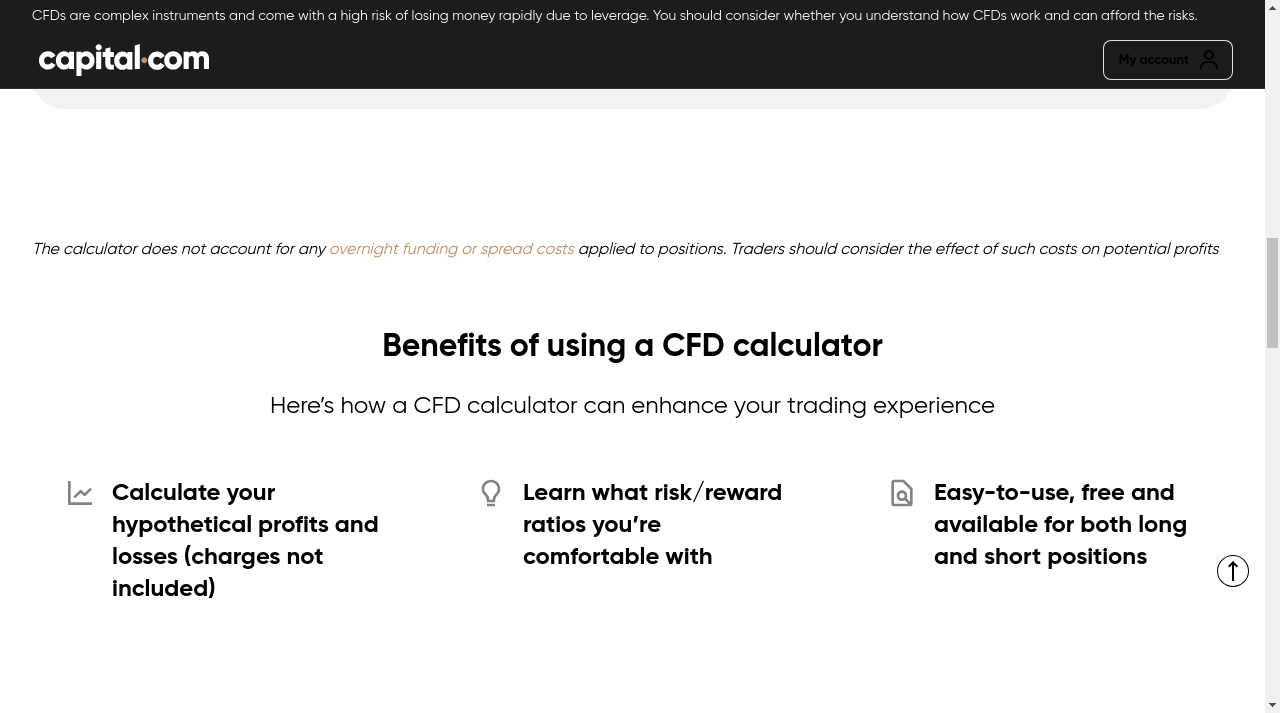 CFDs are complex instruments and come with a high risk of losing money rapidly due to leverage. You should consider whether you understand how CFDs work and can afford the risks.
capital.com
My account
The calculator does not account for any overnight funding or spread costs applied to positions. Traders should consider the effect of such costs on potential profits
Benefits of using a CFD calculator
Here’s how a CFD calculator can enhance your trading experience
Calculate your
hypothetical profits and
losses (charges not
included)
Learn what risk/reward
ratios you’re
comfortable with
Easy-to-use, free and
available for both long
and short positions